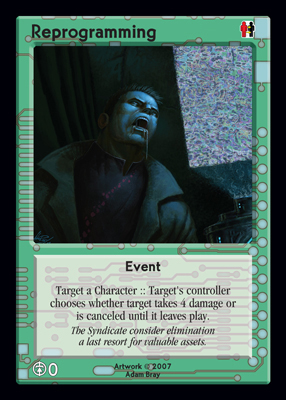 Reprogramming
Event
Target a Character :: Target's controller
chooses whether target takes 4 damage or
is canceled until it leaves play.
The Syndicate consider elimination
a last resort for valuable assets.
0
Artwork © 2007
Adam Bray